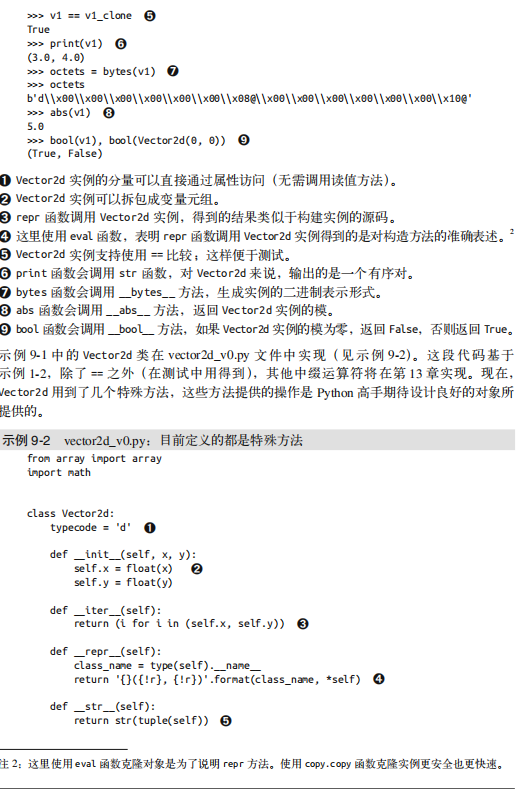 >>> v1 == v1_clone ❺
True
>>> print(v1) ❻
(3.0, 4.0)
>>> octets = bytes(v1) ❼
>>> octets
b'd\\x00\\x00\\x00\\x00\\x00\\x00\\x08@\\x00\\x00\\x00\\x00\\x00\\x00\\x10@'
>>> abs(v1) ❽
5.0
>>> bool(v1), bool(Vector2d(0, 0)) ❾
(True, False)
❶ Vector2d 实例的分量可以直接通过属性访问（无需调用读值方法）。
❷ Vector2d 实例可以拆包成变量元组。
❸ repr 函数调用 Vector2d 实例，得到的结果类似于构建实例的源码。
❹ 这里使用 eval 函数，表明 repr 函数调用 Vector2d 实例得到的是对构造方法的准确表述。2
❺ Vector2d 实例支持使用 == 比较；这样便于测试。
❻ print 函数会调用 str 函数，对 Vector2d 来说，输出的是一个有序对。
❼ bytes 函数会调用 __bytes__ 方法，生成实例的二进制表示形式。
❽ abs 函数会调用 __abs__ 方法，返回 Vector2d 实例的模。
❾ bool 函数会调用 __bool__ 方法，如果 Vector2d 实例的模为零，返回 False，否则返回 True。
示例 9-1 中的 Vector2d 类在 vector2d_v0.py 文件中实现（见示例 9-2）。这段代码基于
示例 1-2，除了 == 之外（在测试中用得到），其他中缀运算符将在第 13 章实现。现在，
Vector2d 用到了几个特殊方法，这些方法提供的操作是 Python 高手期待设计良好的对象所
提供的。
示例 9-2 vector2d_v0.py：目前定义的都是特殊方法
from array import array
import math
class Vector2d:
typecode = 'd' ❶
def __init__(self, x, y):
self.x = float(x) ❷
self.y = float(y)
def __iter__(self):
return (i for i in (self.x, self.y)) ❸
def __repr__(self):
class_name = type(self).__name__
return '{}({!r}, {!r})'.format(class_name, *self) ❹
def __str__(self):
return str(tuple(self)) ❺
注 2：这里使用 eval 函数克隆对象是为了说明 repr 方法。使用 copy.copy 函数克隆实例更安全也更快速。